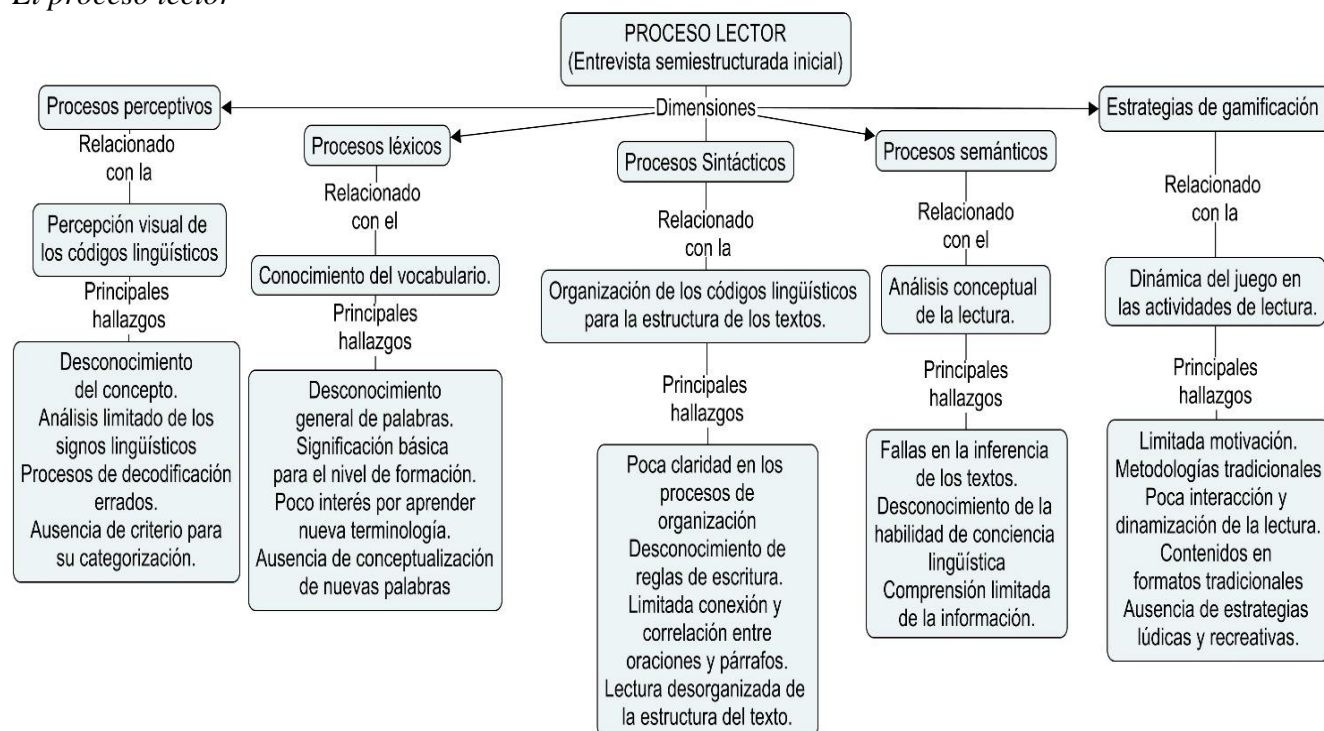 El proceso lector
PROCESO LECTOR
(Entrevista semiestructurada inicial)
Dimensiones
Procesos perceptivos
Relacionado
con la
Percepción visual de
los códigos lingüísticos
Principales
hallazgos
Desconocimiento
del concepto.
Análisis limitado de los
signos lingüísticos
Procesos de decodificación
errados.
Ausencia de criterio para
su categorización.
Procesos léxicos
Relacionado
con el
Conocimiento del vocabulario.
Principales
hallazgos
Desconocimiento
general de palabras.
Significación básica
para el nivel de formación.
Poco interés por aprender
nueva terminología.
Ausencia de conceptualización
de nuevas palabras
Procesos Sintácticos
Relacionado
con la
Organización de los códigos lingüísticos
para la estructura de los textos.
Principales
hallazgos
Poca claridad en los
procesos de
organización
Desconocimiento de
reglas de escritura.
Limitada conexión y
correlación entre
oraciones y párrafos.
Lectura desorganizada de
la estructura del texto.
Procesos semánticos
Relacionado
con el
Análisis conceptual
de la lectura.
Principales
hallazgos
Fallas en la inferencia
de los textos.
Desconocimiento de la
habilidad de conciencia
lingüística
Comprensión limitada
de la información.
Estrategias de gamificación
Relacionado
con la
Dinámica del juego en
las actividades de lectura.
Principales
hallazgos
Limitada motivación.
Metodologías tradicionales
Poca interacción y
dinamización de la lectura.
Contenidos en
formatos tradicionales
Ausencia de estrategias
lúdicas y recreativas.